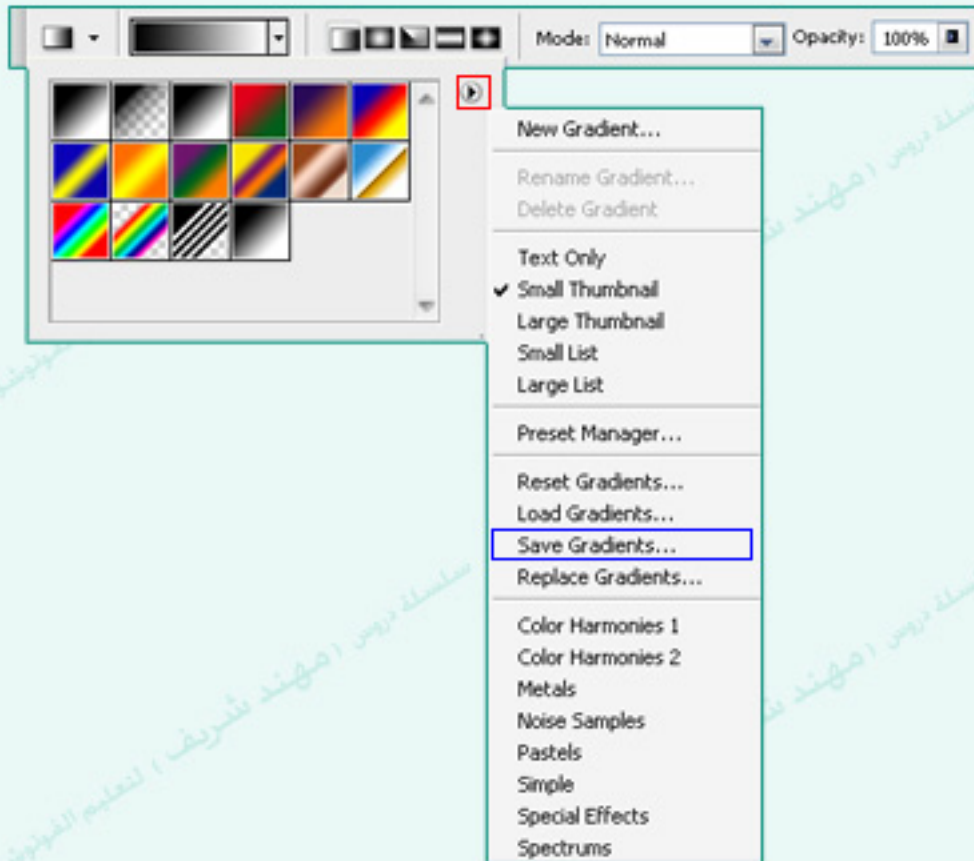 Mode: Normal Opacity: 100%
New Gradient...
Rename Gradient...
Delete Gradient
Text Only
Small Thumbnail
Large Thumbnail
Small List
Large List
Preset Manager...
Reset Gradients...
Load Gradients...
Save Gradients...
Replace Gradients...
Color Harmonies 1
Color Harmonies 2
Metals
Noise Samples
Pastels
Simple
Special Effects
Spectrums
سلسلة دروس (مهند شريف) لتعليم